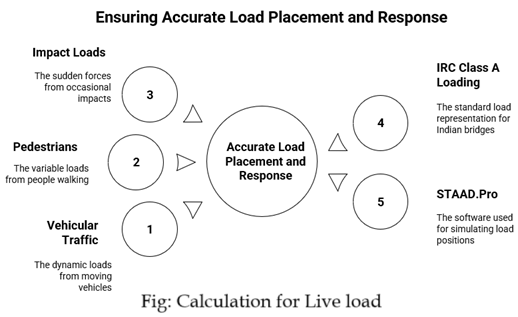 Ensuring Accurate Load Placement and Response
Impact Loads
The sudden forces
from occasional
impacts
3
Pedestrians
The variable loads
from people walking
2
Vehicular
Traffic
The dynamic loads
from moving
vehicles
1
Accurate Load
Placement and
Response
4
IRC Class A
Loading
The standard load
representation for
Indian bridges
5
STAAD.Pro
The software used
for simulating load
positions
Fig: Calculation for Live load